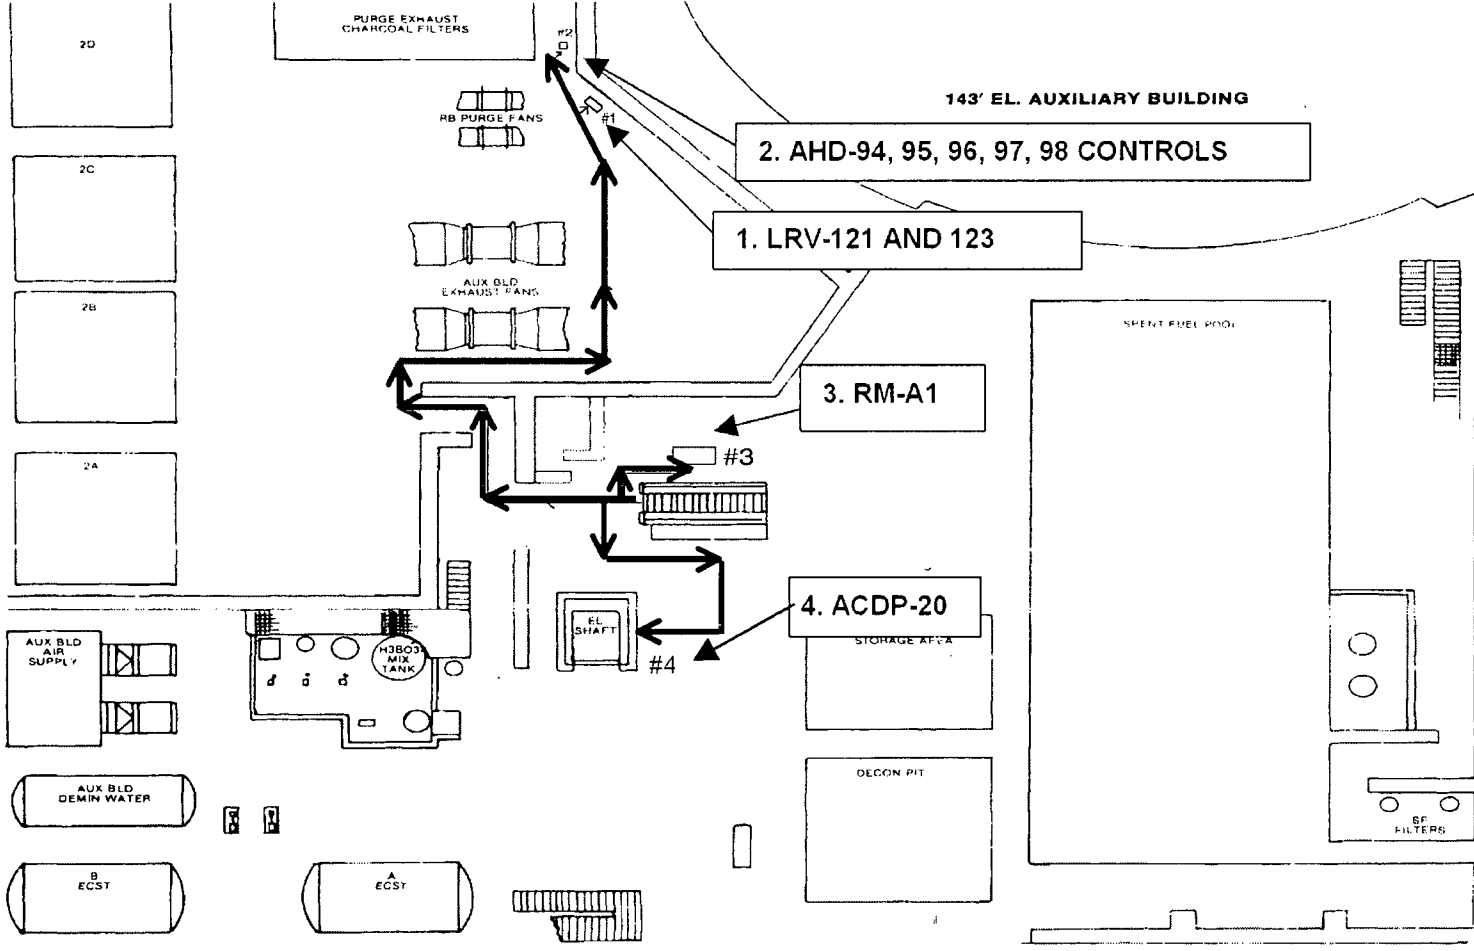 PURGE EXHAUST
CHARCOAL FILTERS
#2
2D
143' EL. AUXILIARY BUILDING
#1
RB PURGE FANS
2. AHD-94, 95, 96, 97, 98 CONTROLS
2C
1. LRV-121 AND 123
AUX BLD
EXHAUST FANS
2B
SPENT FUEL POOL
3. RM-A1
#3
2A
4. ACDP-20
EL
SHAFT
STORAGE AREA
#4
AUX BLD
AIR
SUPPLY
H3BO3
MIX
TANK
DECON PIT
AUX BLD
DEMIN WATER
SF
FILTERS
B
ECST
A
ECST